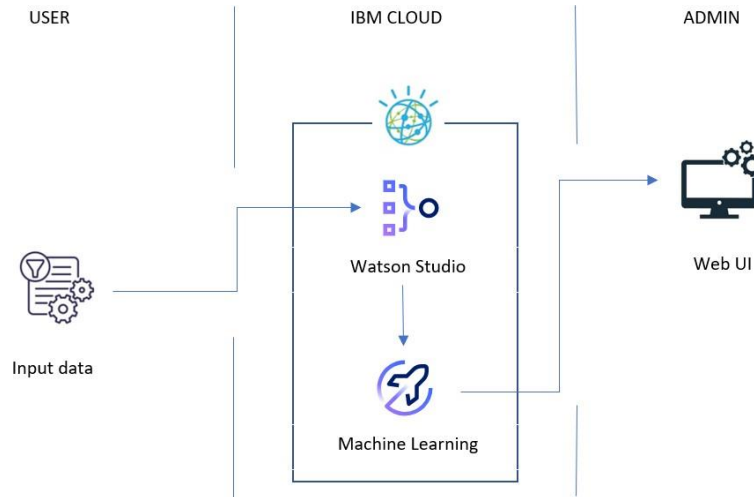 USER
IBM CLOUD
ADMIN
Watson Studio
Web UI
Input data
Machine Learning